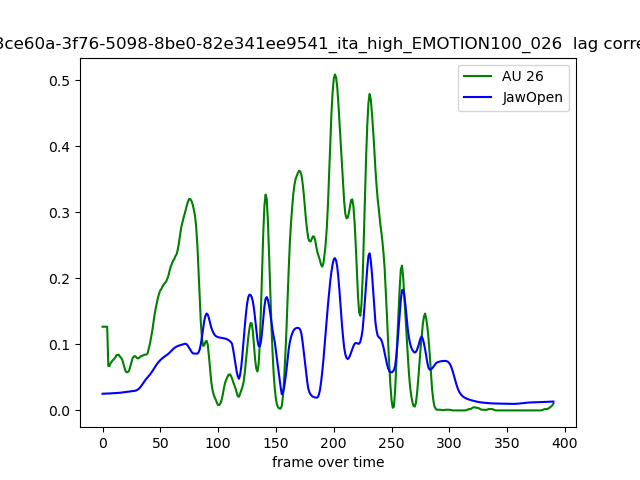 3ce60a-3f76-5098-8be0-82e341ee9541_ita_high_EMOTION100_026 lag corre
AU 26
JawOpen
0.5
0.4
0.3
0.2
0.1
0.0
0 50 100 150 200 250 300 350 400
frame over time